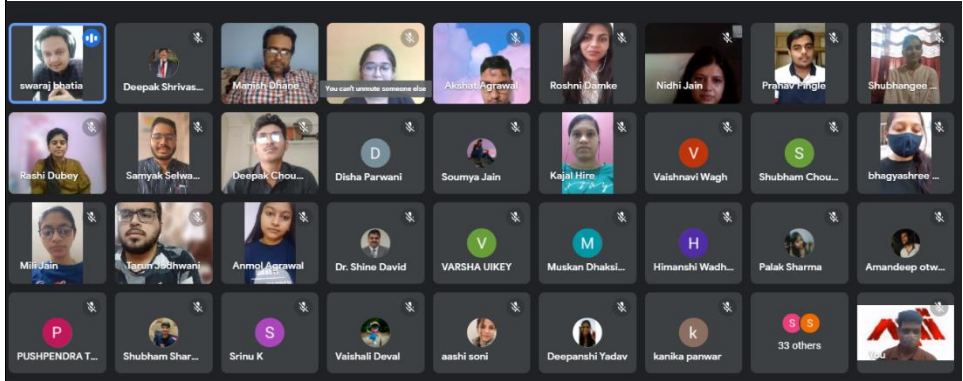 swaraj bhatia
Deepak Shrivas...
Manish Dhane
You can't unmute someone else
Akshat Agrawal
Roshni Damke
Nidhi Jain
Pranav Pingle
Shubhangee ...
Rashi Dubey
Samyak Selwa...
Deepak Chou...
D
Disha Parwani
Soumya Jain
Kajal Hire
V
Vaishnavi Wagh
S
Shubham Chou...
bhagyashree ...
Mili Jain
Tarun Jodhwani
Anmol Agrawal
Dr. Shine David
V
VARSHA UIKEY
M
Muskan Dhaksi...
H
Himanshi Wadh...
Palak Sharma
Amandeep otw...
P
PUSHPENDRA T...
Shubham Shar...
S
Srinu K
Vaishali Deval
aashi soni
Deepanshi Yadav
k
kanika panwar
S S
33 others
You